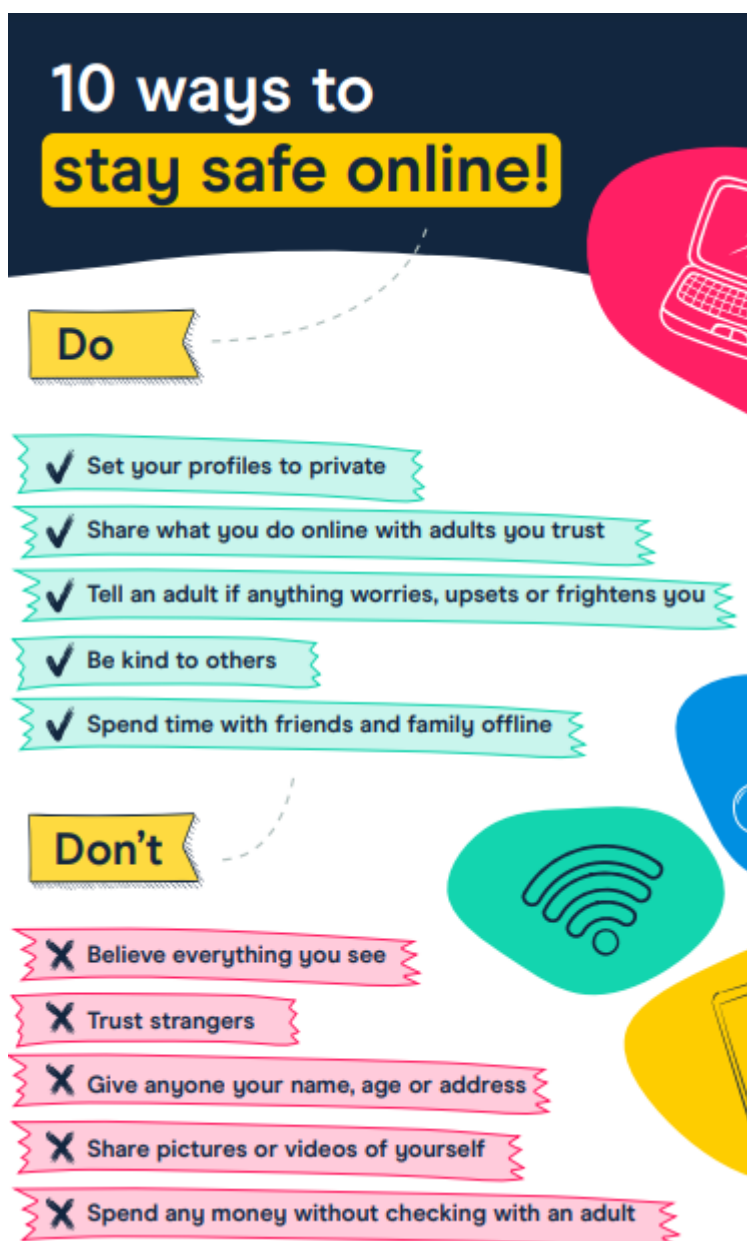 10 ways to
stay safe online!
Do
Set your profiles to private
Share what you do online with adults you trust
Tell an adult if anything worries, upsets or frightens you
Be kind to others
Spend time with friends and family offline
Don't
Believe everything you see
Trust strangers
Give anyone your name, age or address
Share pictures or videos of yourself
Spend any money without checking with an adult